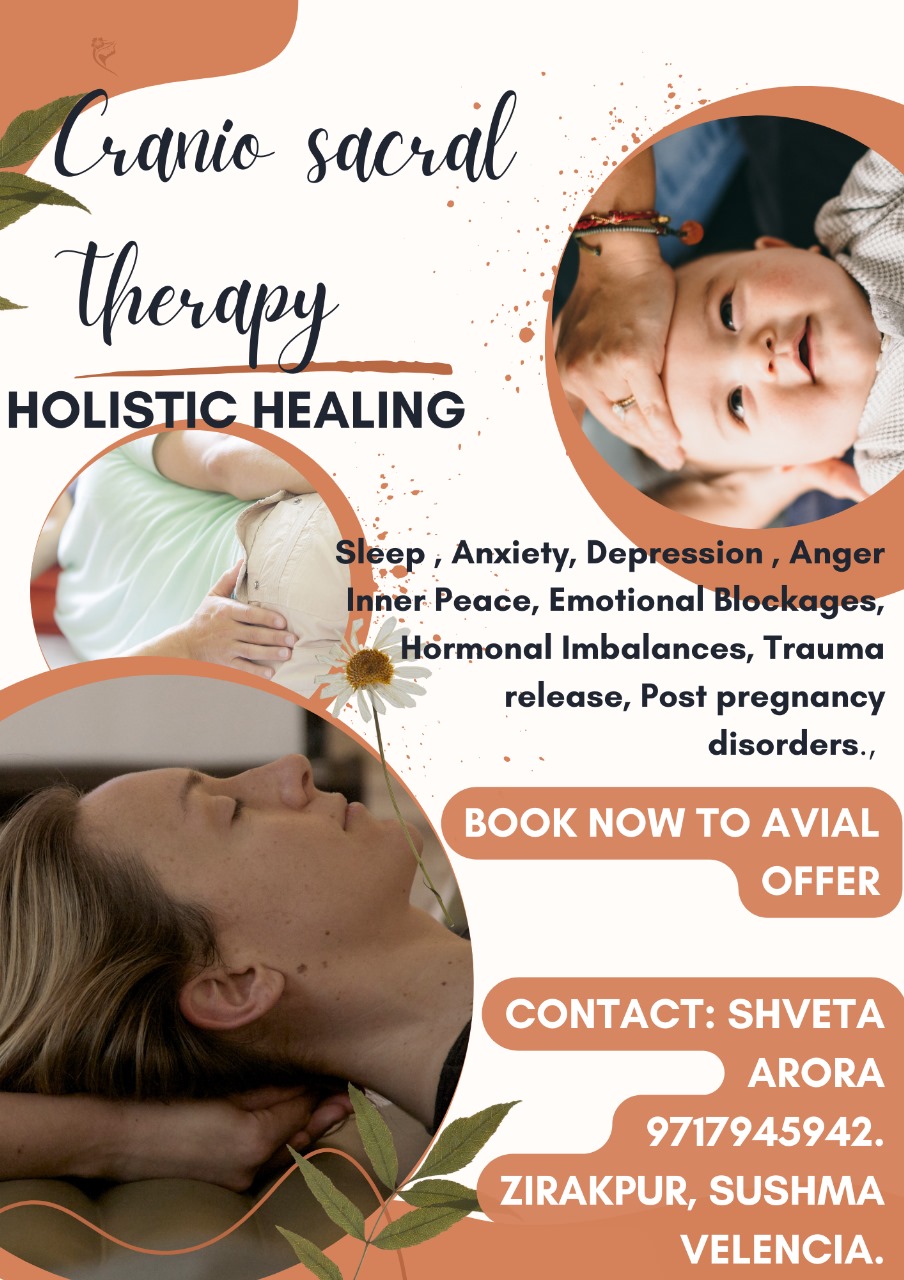 Cranio sacral
therapy
HOLISTIC HEALING
Sleep , Anxiety, Depression , Anger
Inner Peace, Emotional Blockages,
Hormonal Imbalances, Trauma
release, Post pregnancy
disorders.,
BOOK NOW TO AVIAL
OFFER
CONTACT: SHVETA
ARORA
9717945942.
ZIRAKPUR, SUSHMA
VELENCIA.